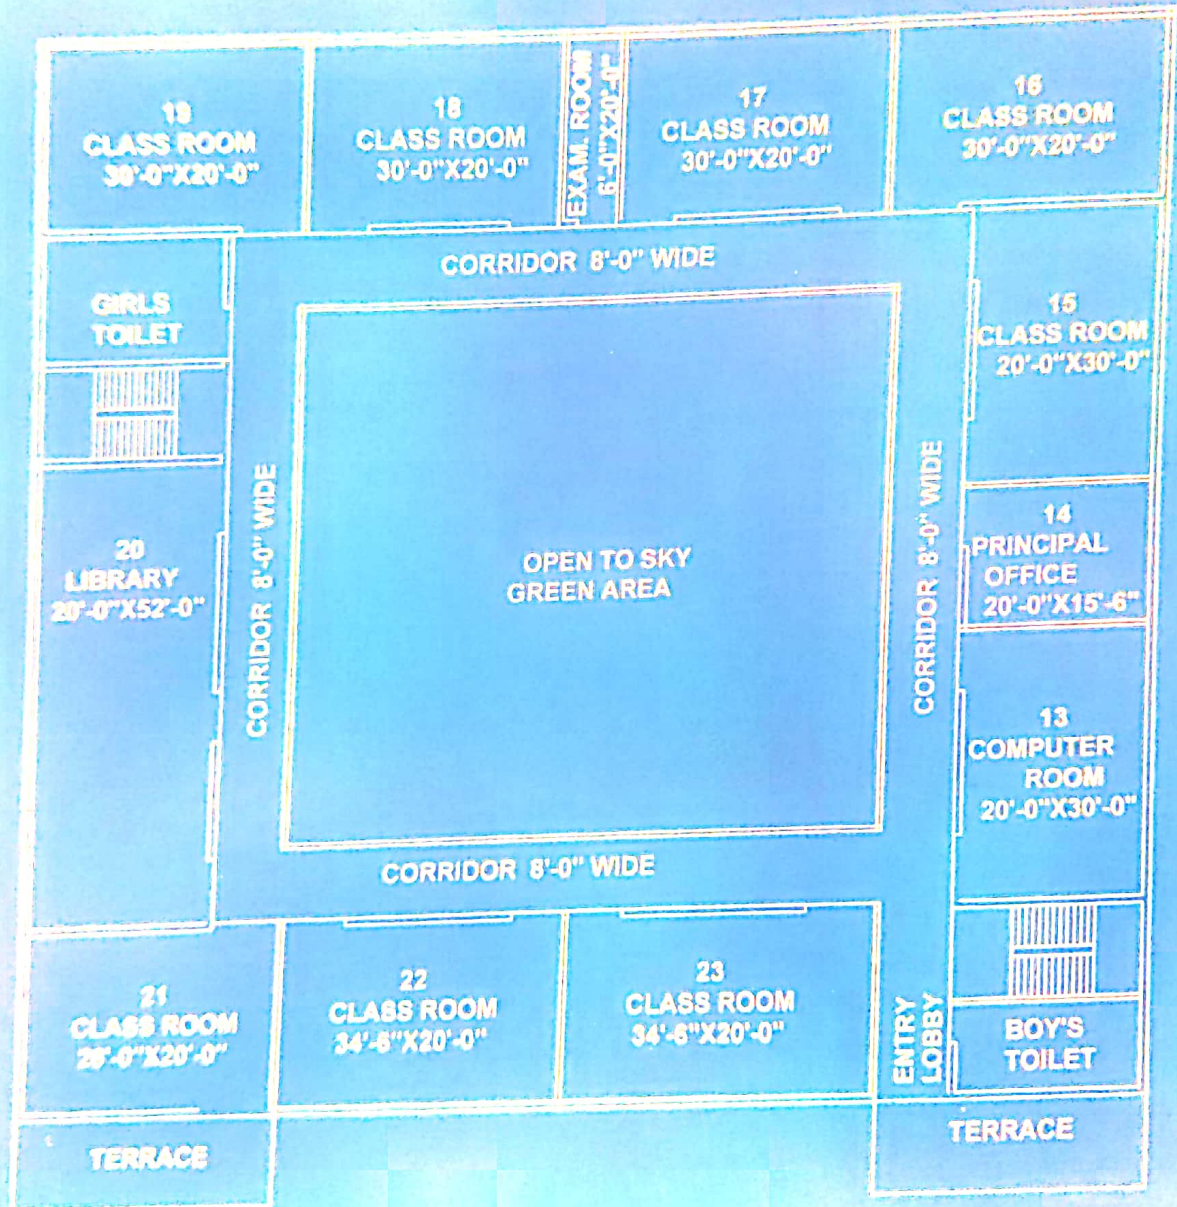 19
CLASS ROOM
30'-0"X20'-0"
18
CLASS ROOM
30'-0"X20'-0"
EXAM. ROOM
6'-0"X20'-0"
17
CLASS ROOM
30'-0"X20'-0"
16
CLASS ROOM
30'-0"X20'-0"
CORRIDOR 8'-0" WIDE
GIRLS
TOILET
15
CLASS ROOM
20'-0"X30'-0"
20
LIBRARY
20'-0"X52'-0"
CORRIDOR 8'-0" WIDE
OPEN TO SKY
GREEN AREA
CORRIDOR 8'-0" WIDE
14
PRINCIPAL
OFFICE
20'-0"X15'-6"
13
COMPUTER
ROOM
20'-0"X30'-0"
CORRIDOR 8'-0" WIDE
21
CLASS ROOM
CLASS ROOM
22
34'-6"X20'-0"
23
CLASS ROOM
34'-6"X20'-0"
ENTRY
LOBBY
BOY'S
TOILET
TERRACE
TERRACE